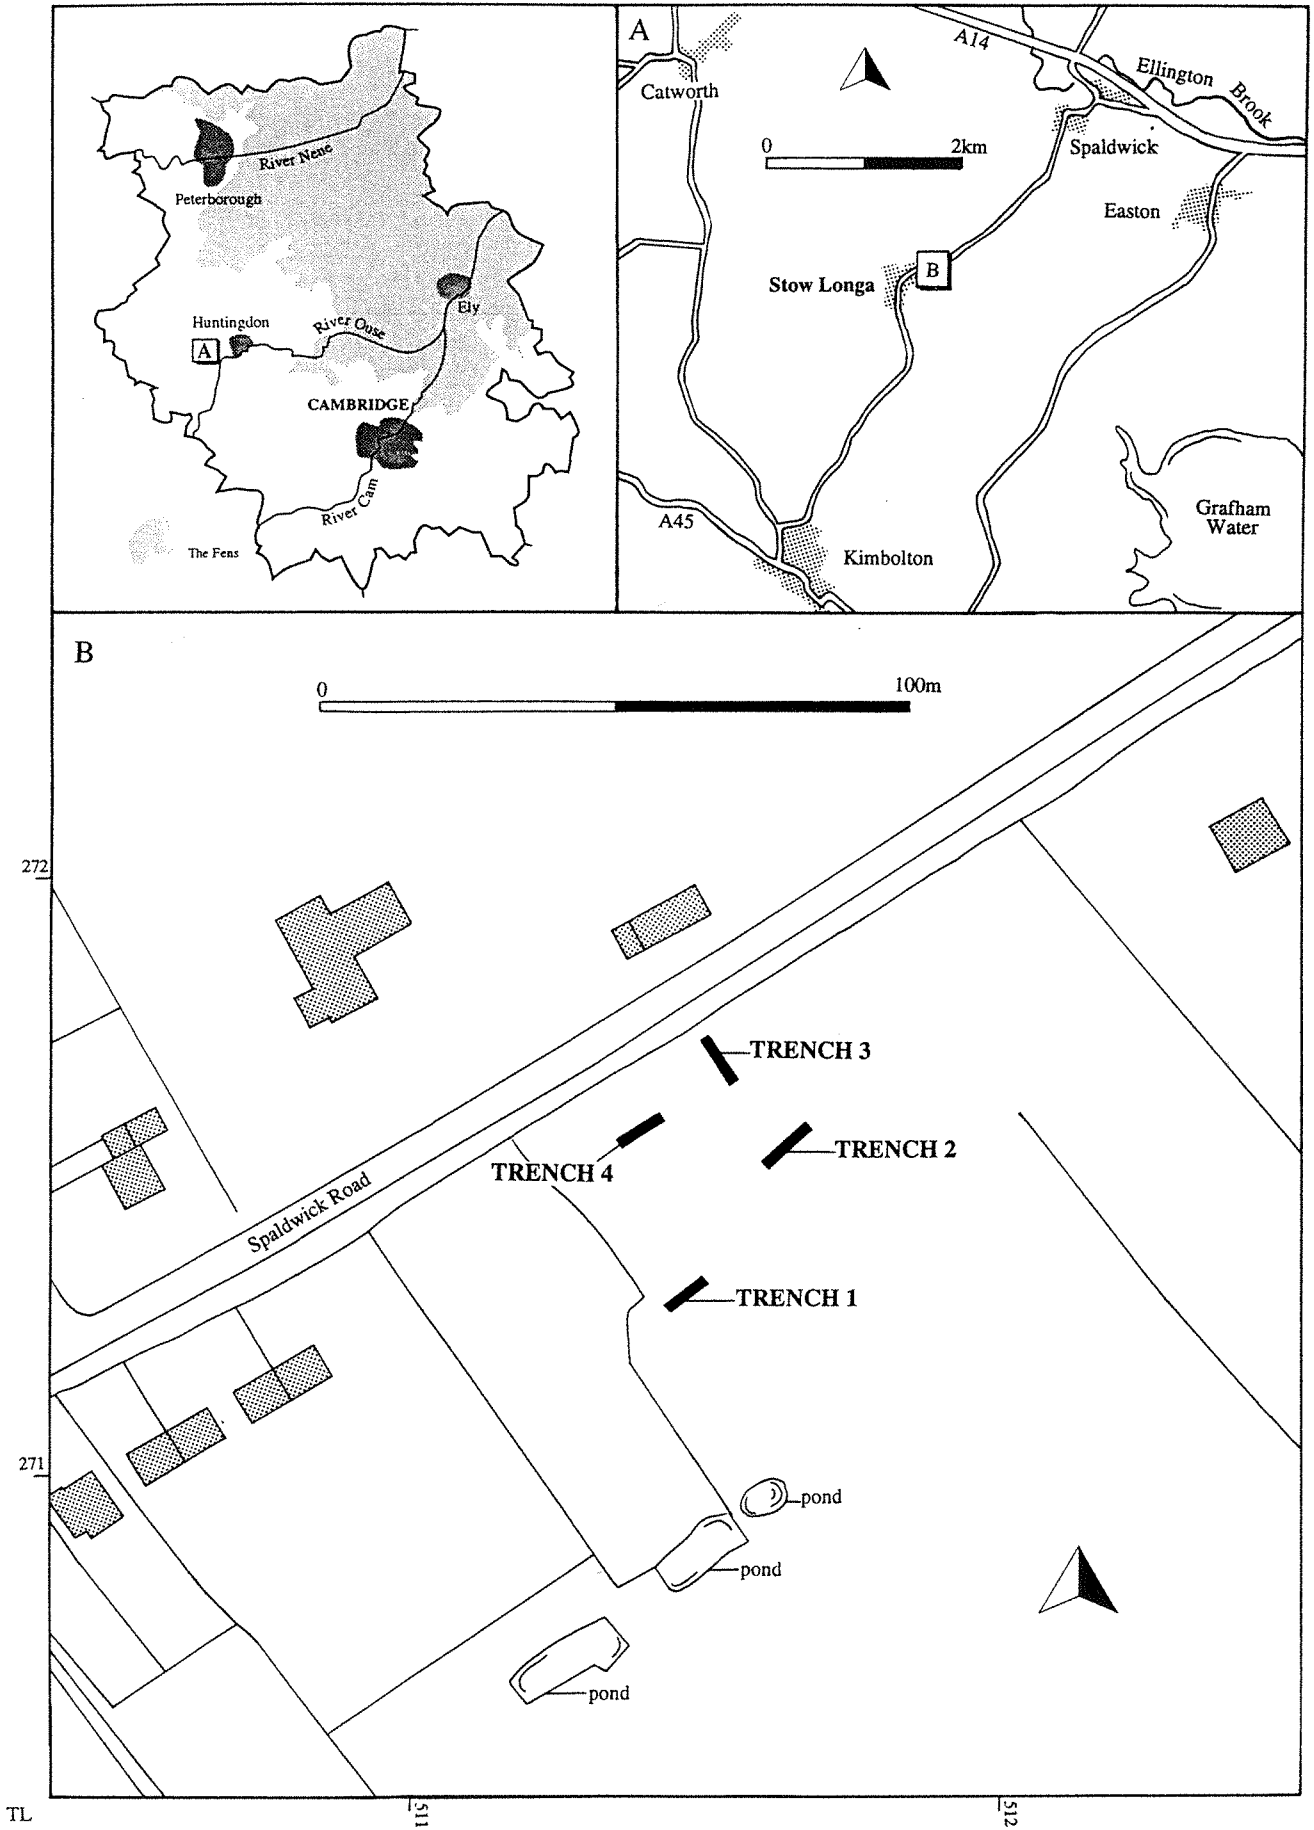 River Nene
Peterborough
Ely
Huntingdon
River Ouse
A
CAMBRIDGE
River Cam
The Fens
A
A14
Ellington
Brook
Catworth
0
2km
Spaldwick
Easton
B
Stow Longa
Grafham
Water
A45
Kimbolton
B
0
100m
272
TRENCH 3
TRENCH 2
TRENCH 4
Spaldwick Road
TRENCH 1
271
pond
pond
pond
TL
511
512